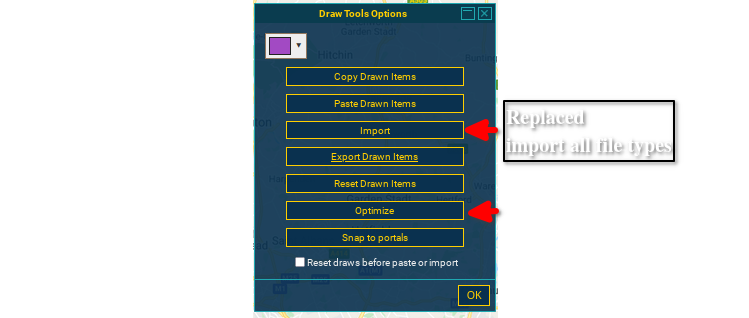 Draw Tools Options
Copy Drawn Items
Paste Drawn Items
Import
Export Drawn Items
Reset Drawn Items
Optimize
Snap to portals
Reset draws before paste or import
OK
Replaced
import all file types
Hitchin